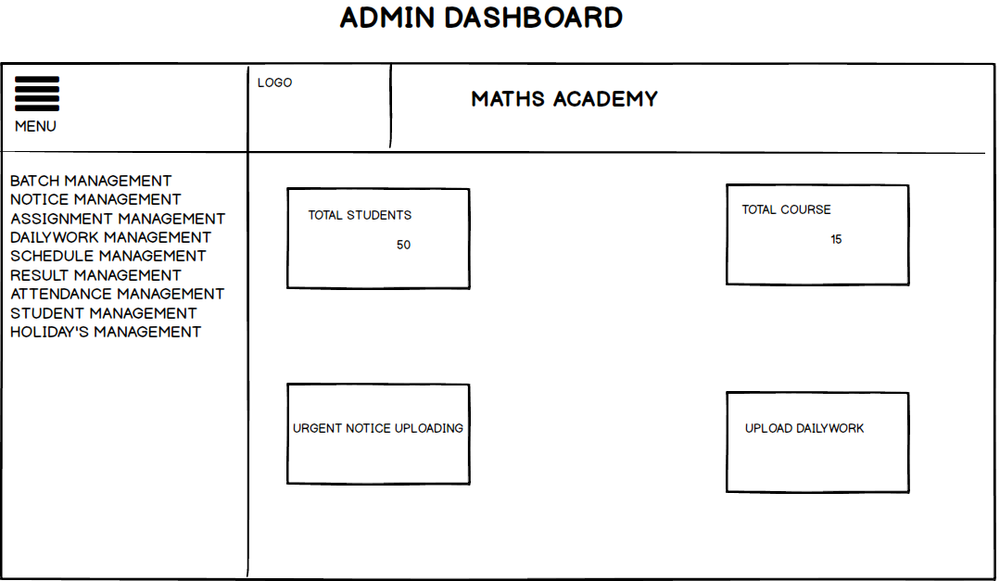 ADMIN DASHBOARD
MENU
LOGO
MATHS ACADEMY
BATCH MANAGEMENT
NOTICE MANAGEMENT
ASSIGNMENT MANAGEMENT
DAILYWORK MANAGEMENT
SCHEDULE MANAGEMENT
RESULT MANAGEMENT
ATTENDANCE MANAGEMENT
STUDENT MANAGEMENT
HOLIDAY'S MANAGEMENT
TOTAL STUDENTS
50
TOTAL COURSE
15
URGENT NOTICE UPLOADING
UPLOAD DAILYWORK